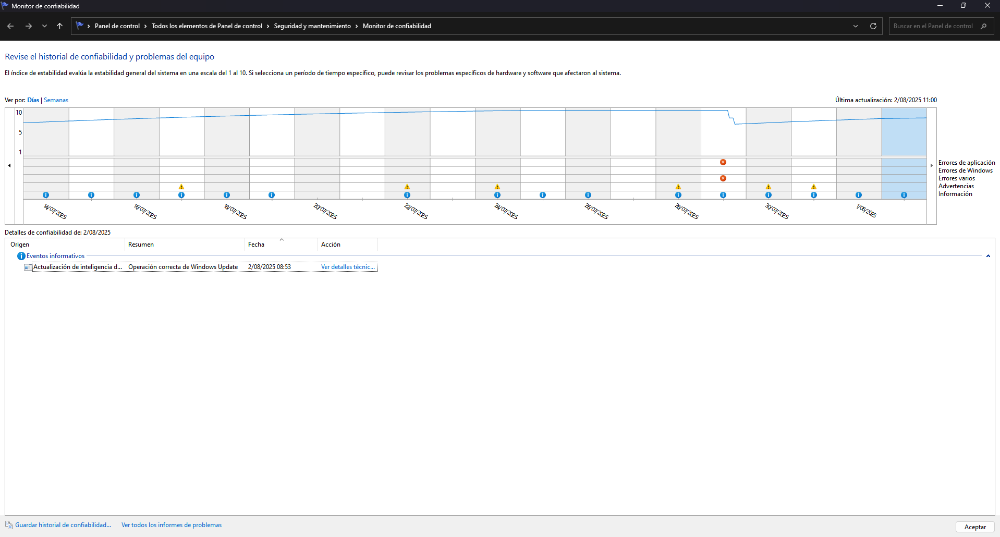 Monitor de confiabilidad
Panel de control › Todos los elementos de Panel de control › Seguridad y mantenimiento › Monitor de confiabilidad
Buscar en el Panel de control
Revise el historial de confiabilidad y problemas del equipo
El índice de estabilidad evalúa la estabilidad general del sistema en una escala del 1 al 10. Si selecciona un período de tiempo específico, puede revisar los problemas específicos de hardware y software que afectaron al sistema.
Ver por: Días | Semanas
Última actualización: 2/08/2025 11:00
10
5
1
Errores de aplicación
Errores de Windows
Errores varios
Advertencias
Información
14/07/2025 16/07/2025 18/07/2025 20/07/2025 22/07/2025 24/07/2025 26/07/2025 28/07/2025 30/07/2025 1/08/2025
Detalles de confiabilidad de: 2/08/2025
Origen Resumen Fecha Acción
Eventos informativos
Actualización de inteligencia d... Operación correcta de Windows Update 2/08/2025 08:53 Ver detalles técnic...
Guardar historial de confiabilidad... Ver todos los informes de problemas
Aceptar